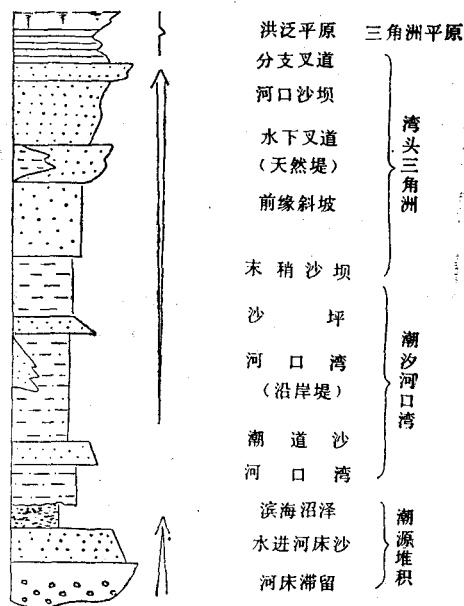 洪泛平原 三角洲平原
分支叉道
河口沙坝
水下叉道
(天然堤)
前缘斜坡
末稍沙坝
湾头三角洲
沙坪
河口湾
(沿岸堤)
潮道沙
河口湾
潮汐河口湾
滨海沼泽
水进河床沙
河床滞留
潮源堆积